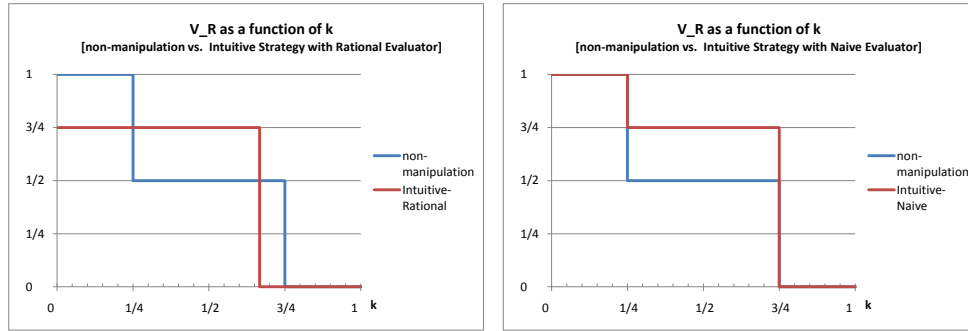 V_R as a function of k
[non-manipulation vs. Intuitive Strategy with Rational Evaluator]
1
3/4
1/2
1/4
0
0 1/4 1/2 3/4 1 k
non-
manipulation
Intuitive-
Rational
V_R as a function of k
[non-manipulation vs. Intuitive Strategy with Naive Evaluator]
1
3/4
1/2
1/4
0
0 1/4 1/2 3/4 1 k
non-
manipulation
Intuitive-
Naive